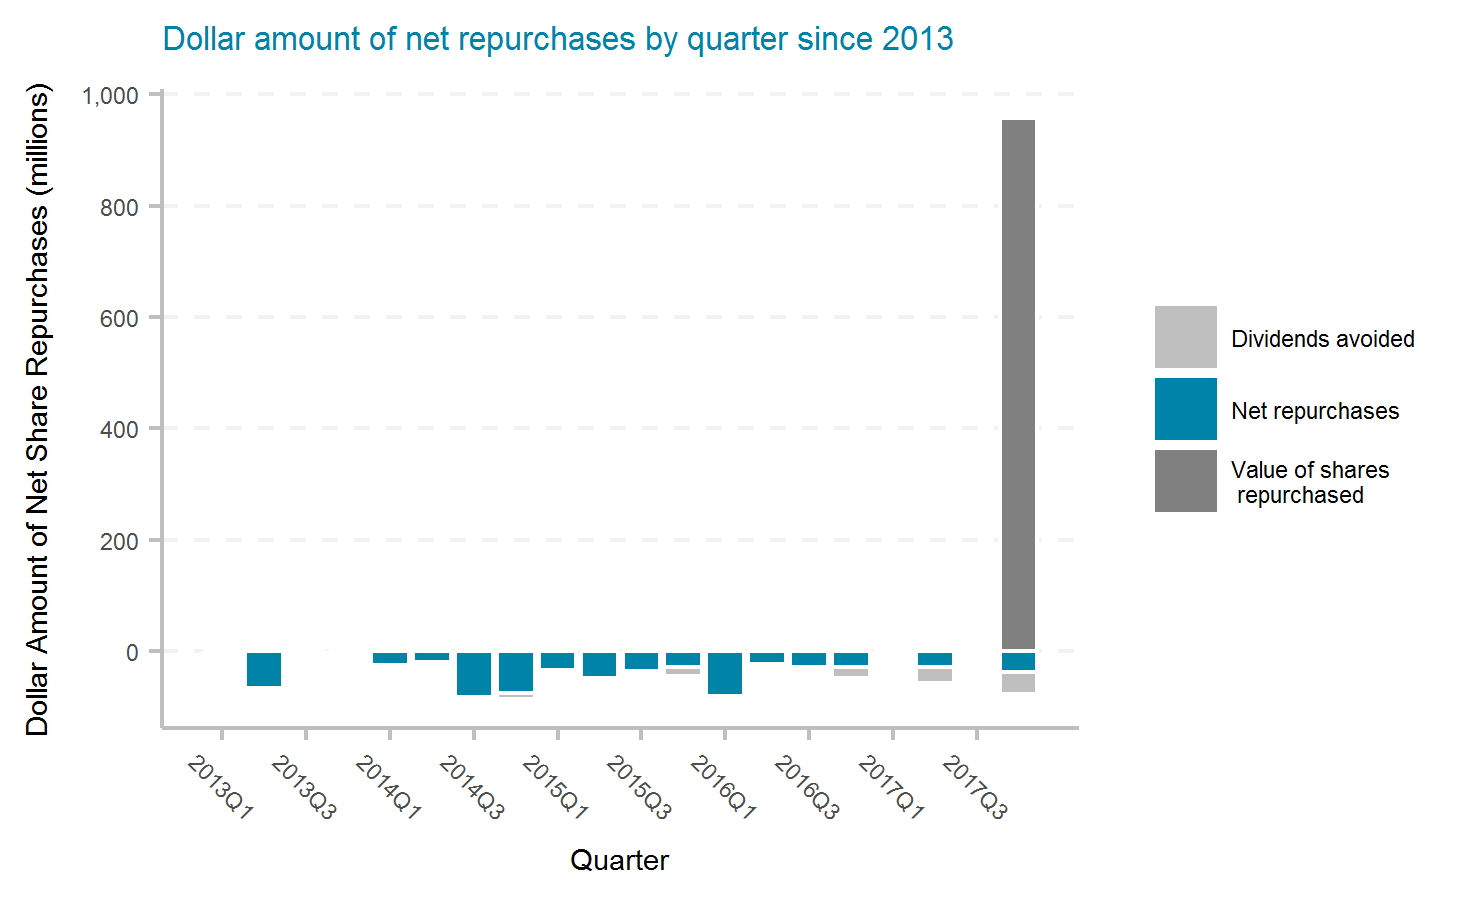 Dollar amount of net repurchases by quarter since 2013
Dollar Amount of Net Share Repurchases (millions)
1,000
800
600
400
200
0
2013Q1
2013Q3
2014Q1
2014Q3
2015Q1
2015Q3
2016Q1
2016Q3
2017Q1
2017Q3
Quarter
Dividends avoided
Net repurchases
Value of shares
repurchased